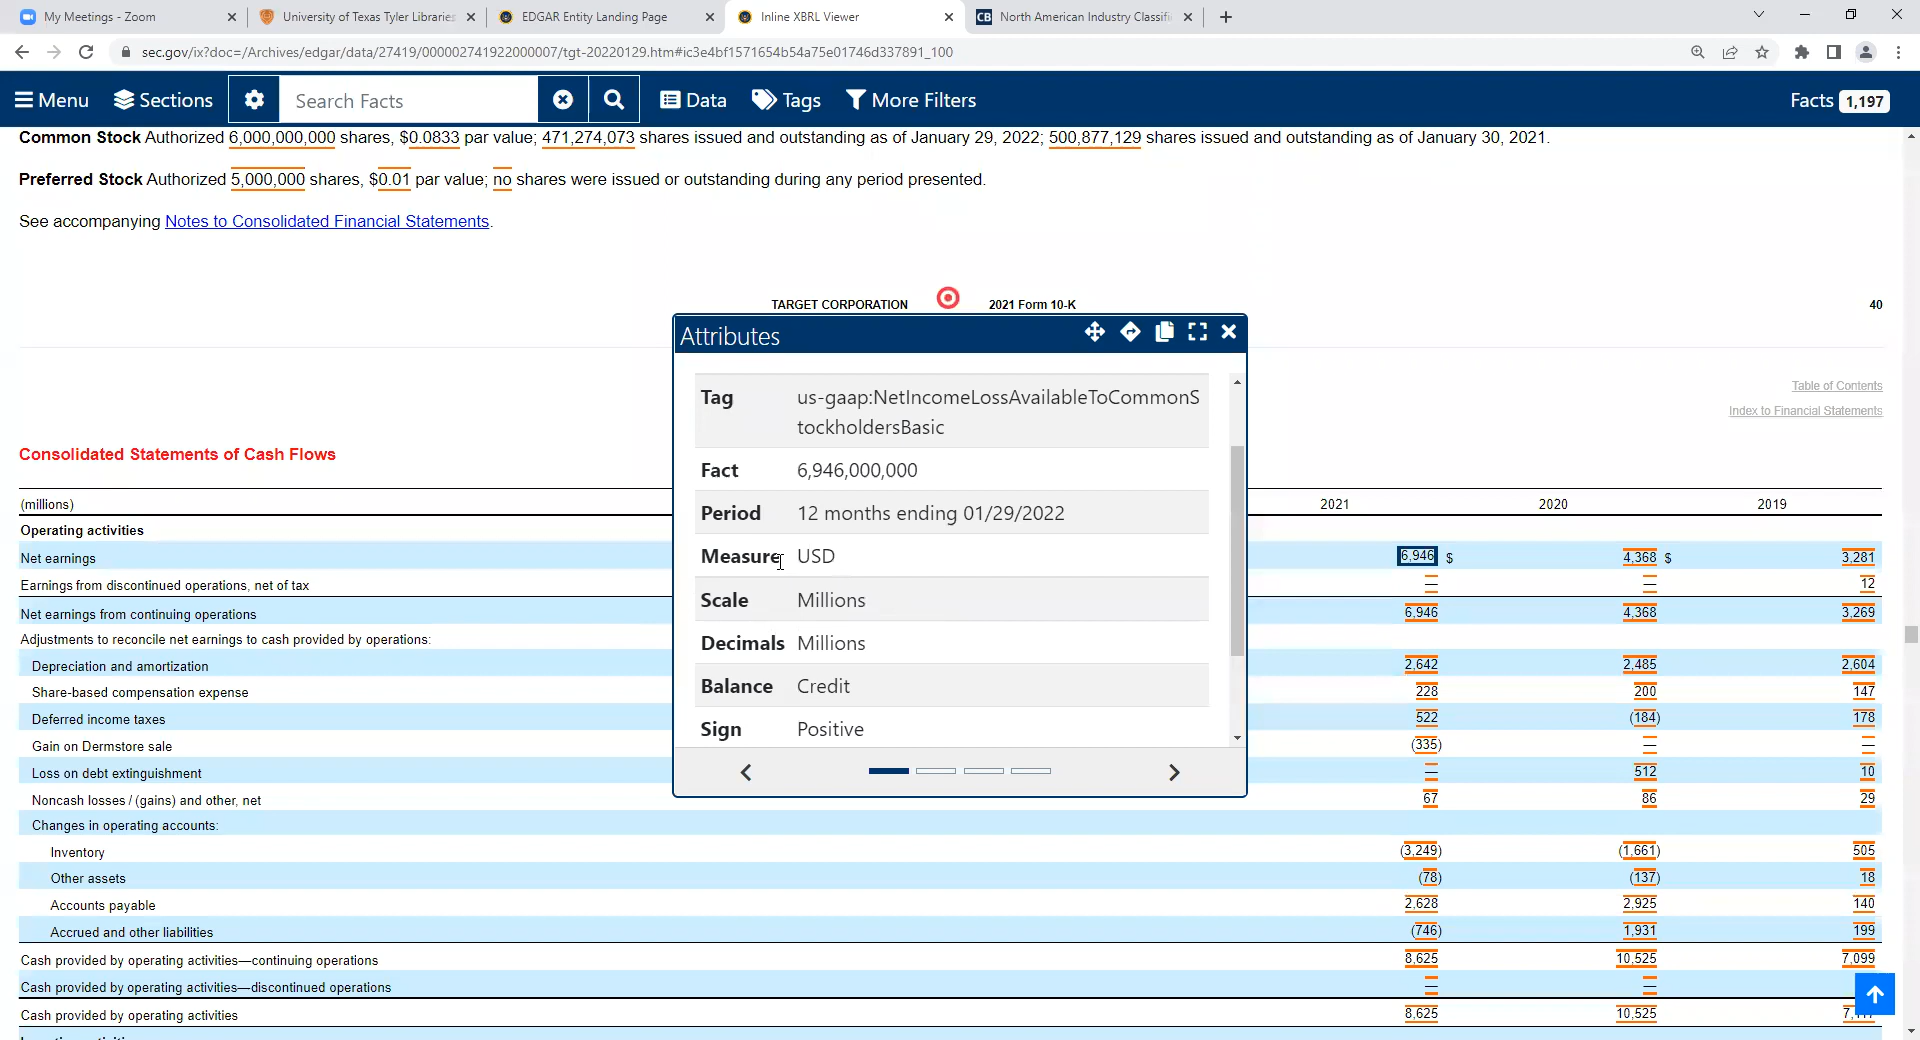 My Meetings - Zoom
University of Texas Tyler Libraries
EDGAR Entity Landing Page
Inline XBRL Viewer
CB North American Industry Classifi
sec.gov/ix?doc=/Archives/edgar/data/27419/000002741922000007/tgt-20220129.htm#ic3e4bf1571654b54a75e01746d337891_100
Menu Sections Search Facts Data Tags More Filters Facts 1,197
Common Stock Authorized 6,000,000,000 shares, $0.0833 par value; 471,274,073 shares issued and outstanding as of January 29, 2022; 500,877,129 shares issued and outstanding as of January 30, 2021.
Preferred Stock Authorized 5,000,000 shares, $0.01 par value; no shares were issued or outstanding during any period presented.
See accompanying Notes to Consolidated Financial Statements.
TARGET CORPORATION 2021 Form 10-K 40
Attributes
Tag us-gaap:NetIncomeLossAvailableToCommonS
tockholdersBasic
Fact 6,946,000,000
Period 12 months ending 01/29/2022
Measure USD
Scale Millions
Decimals Millions
Balance Credit
Sign Positive
Table of Contents
Index to Financial Statements
Consolidated Statements of Cash Flows
(millions) 2021 2020 2019
Operating activities
Net earnings 6,946 $ 4,368 $ 3,281
Earnings from discontinued operations, net of tax — — 12
Net earnings from continuing operations 6,946 4,368 3,269
Adjustments to reconcile net earnings to cash provided by operations:
Depreciation and amortization 2,642 2,485 2,604
Share-based compensation expense 228 200 147
Deferred income taxes 522 (184) 178
Gain on Dermstore sale (335) — —
Loss on debt extinguishment — 512 10
Noncash losses / (gains) and other, net 67 86 29
Changes in operating accounts:
Inventory (3,249) (1,661) 505
Other assets (78) (137) 18
Accounts payable 2,628 2,925 140
Accrued and other liabilities (746) 1,931 199
Cash provided by operating activities—continuing operations 8,625 10,525 7,099
Cash provided by operating activities—discontinued operations — —
Cash provided by operating activities 8,625 10,525